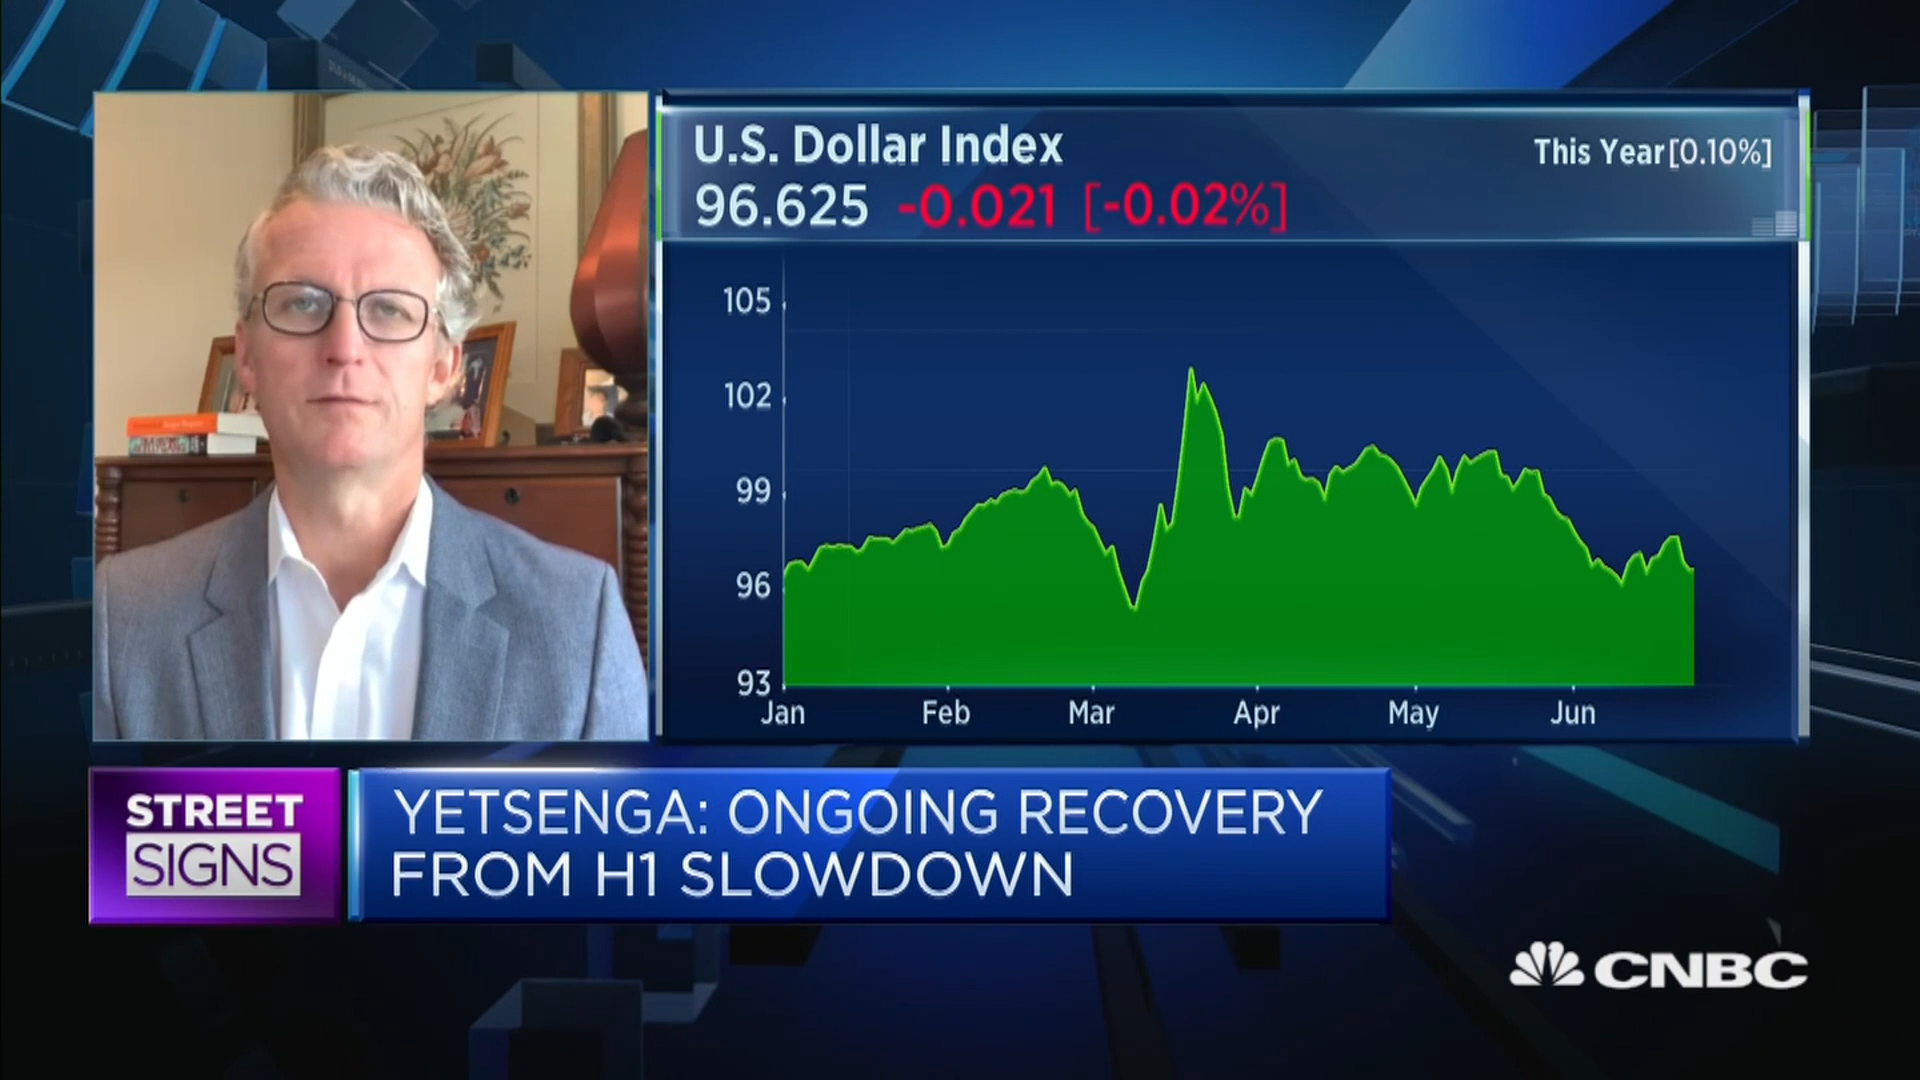 U.S. Dollar Index
This Year[0.10%]
96.625 -0.021 [-0.02%]
105
102
99
96
93
Jan Feb Mar Apr May Jun
STREET
SIGNS
YETSENGA: ONGOING RECOVERY
FROM H1 SLOWDOWN
CNBC